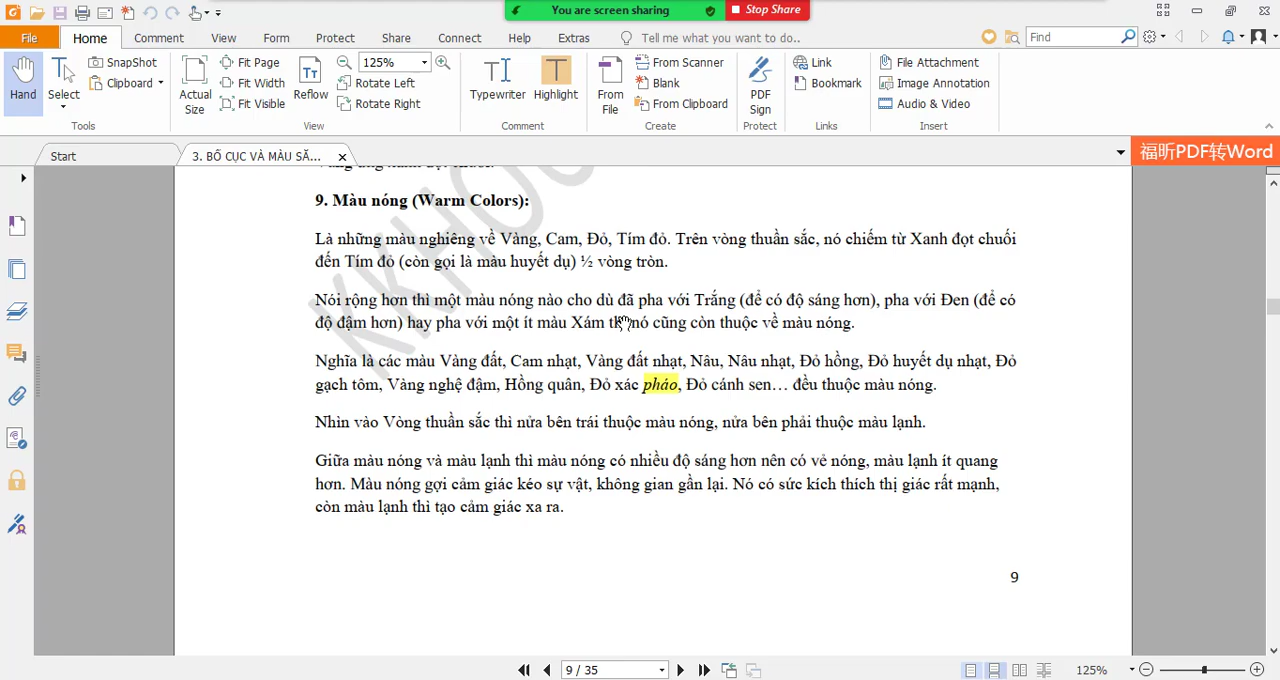 You are screen sharing
Stop Share
File Home Comment View Form Protect Share Connect Help Extras Tell me what you want to do.. Find
Hand
Select
SnapShot
Clipboard
Tools
Actual Size
Fit Page
Fit Width
Fit Visible
Reflow
125%
Rotate Left
Rotate Right
View
Typewriter
Highlight
Comment
From File
From Scanner
Blank
From Clipboard
Create
PDF Sign
Protect
Link
Bookmark
Links
File Attachment
Image Annotation
Audio & Video
Insert
Start
3. BỐ CỤC VÀ MÀU SẮ...
福昕PDF转Word
9. Màu nóng (Warm Colors):
Là những màu nghiêng về Vàng, Cam, Đỏ, Tím đỏ. Trên vòng thuần sắc, nó chiếm từ Xanh đọt chuối
đến Tím đỏ (còn gọi là màu huyết dụ) ½ vòng tròn.
Nói rộng hơn thì một màu nóng nào cho dù đã pha với Trắng (để có độ sáng hơn), pha với Đen (để có
độ đậm hơn) hay pha với một ít màu Xám nó cũng còn thuộc về màu nóng.
Nghĩa là các màu Vàng đất, Cam nhạt, Vàng đất nhạt, Nâu, Nâu nhạt, Đỏ hồng, Đỏ huyết dụ nhạt, Đỏ
gạch tôm, Vàng nghệ đậm, Hồng quân, Đỏ xác pháo, Đỏ cánh sen… đều thuộc màu nóng.
Nhìn vào Vòng thuần sắc thì nửa bên trái thuộc màu nóng, nửa bên phải thuộc màu lạnh.
Giữa màu nóng và màu lạnh thì màu nóng có nhiều độ sáng hơn nên có vẻ nóng, màu lạnh ít quang
hơn. Màu nóng gợi cảm giác kéo sự vật, không gian gần lại. Nó có sức kích thích thị giác rất mạnh,
còn màu lạnh thì tạo cảm giác xa ra.
9
9 / 35
125%